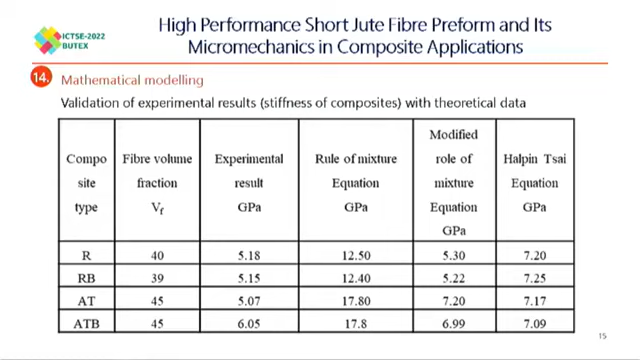 ICTSE-2022
BUTEX
High Performance Short Jute Fibre Preform and Its
Micromechanics in Composite Applications
14.
Mathematical modelling
Validation of experimental results (stiffness of composites) with theoretical data
Compo
site
type
Fibre volume
fraction
Vf
Experimental
result
GPa
Rule of mixture
Equation
GPa
Modified
role of
mixture
Equation
GPa
Halpin Tsai
Equation
GPa
R 40 5.18 12.50 5.30 7.20
RB 39 5.15 12.40 5.22 7.25
AT 45 5.07 17.80 7.20 7.17
ATB 45 6.05 17.8 6.99 7.09
15